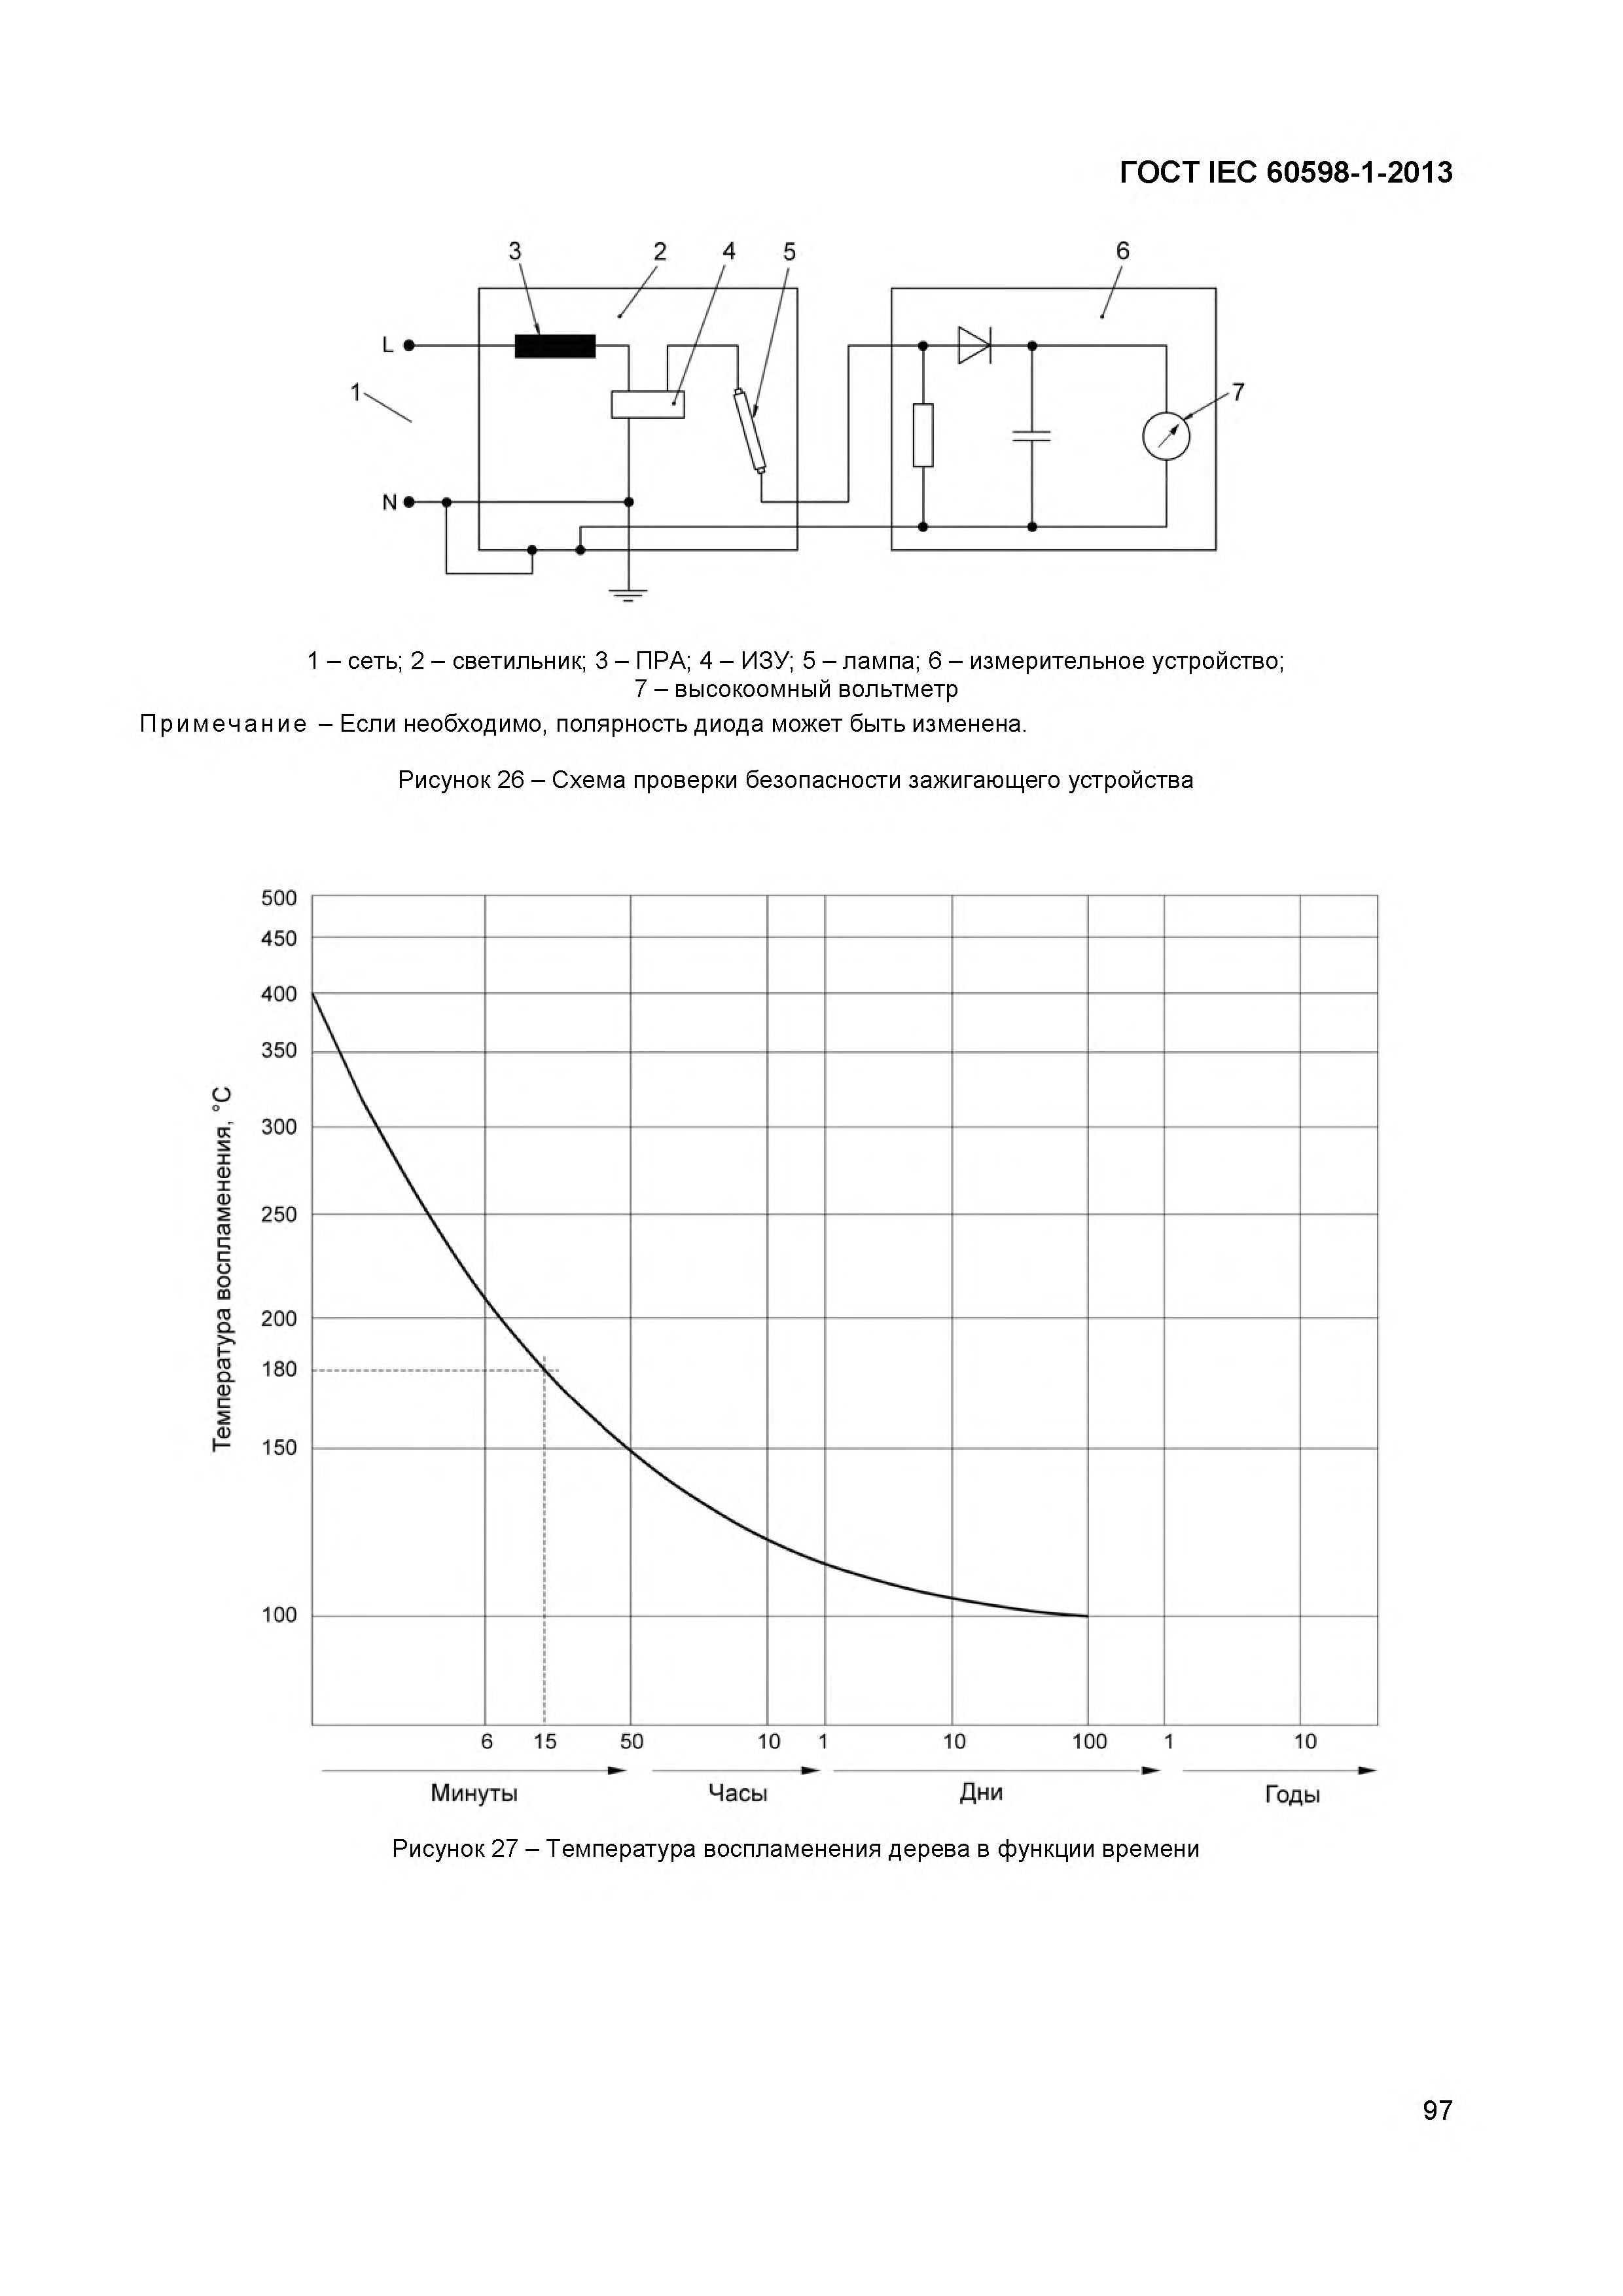 ГОСТ IEC 60598-1-2013
3 2 4 5 6
L
1 7
N
1 – сеть; 2 – светильник; 3 – ПРА; 4 – ИЗУ; 5 – лампа; 6 – измерительное устройство;
7 – высокоомный вольтметр
Примечание – Если необходимо, полярность диода может быть изменена.
Рисунок 26 – Схема проверки безопасности зажигающего устройства
500
450
400
350
300
250
200
180
150
100
Температура воспламенения, °С
6 15 50 10 1 10 100 1 10
Минуты Часы Дни Годы
Рисунок 27 – Температура воспламенения дерева в функции времени
97